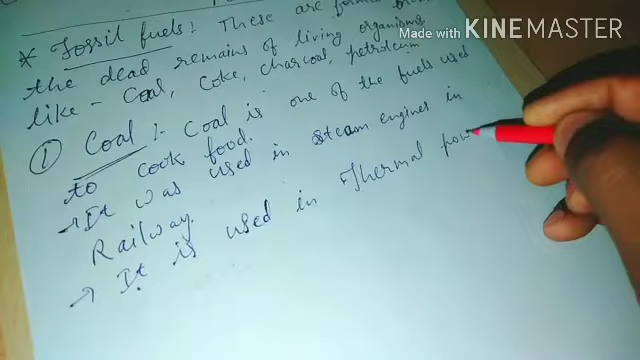 Made with KINEMASTER
* Fossil fuels: These are formed from
the dead remains of living organisms
like - Coal, Coke, Charcoal, petroleum
① Coal :- Coal is one of the fuels used
to cook food.
→ It was used in steam engines in
Railway.
→ It is used in Thermal pow